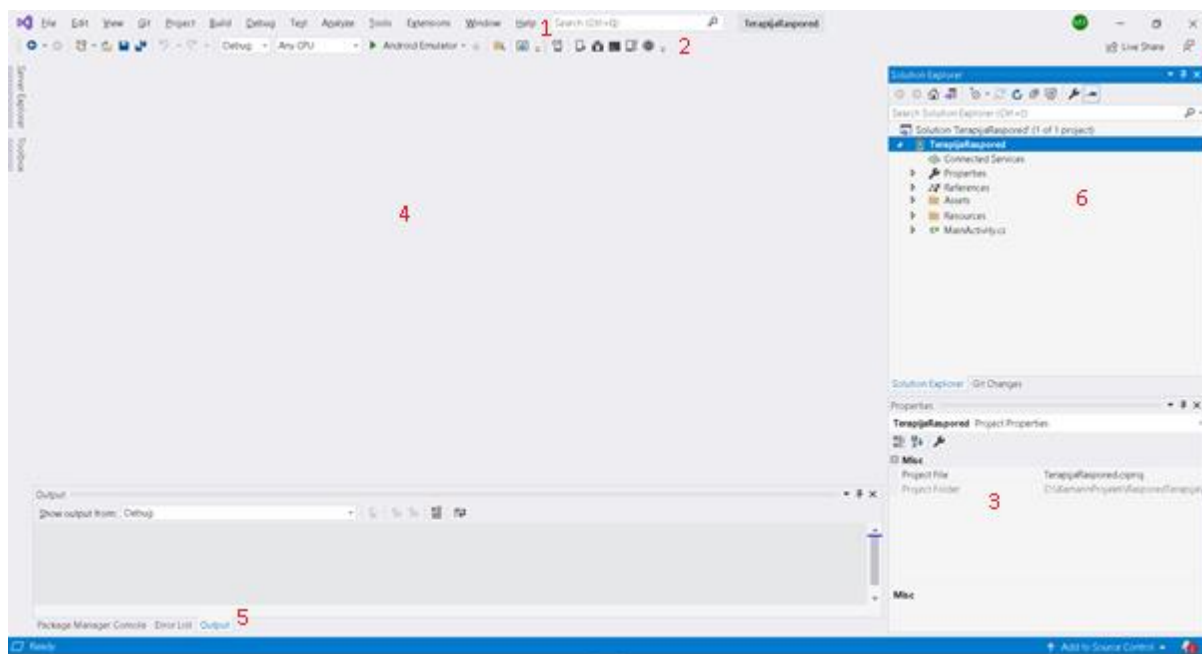 File Edit View Git Project Build Debug Test Analyze Tools Extensions Window Help Search (Ctrl+Q) TerapijaRaspored
1
Debug Any CPU Android Emulator
2
Live Share
Server Explorer
Toolbox
4
Solution Explorer
Search Solution Explorer (Ctrl+ů)
Solution 'TerapijaRaspored' (1 of 1 project)
TerapijaRaspored
Connected Services
Properties
References
Assets
Resources
MainActivity.cs
6
Solution Explorer Git Changes
Properties
TerapijaRaspored Project Properties
Misc
Project File TerapijaRaspored.csproj
Project Folder
3
Misc
Output
Show output from: Debug
Package Manager Console Error List Output
5
Ready
Add to Source Control